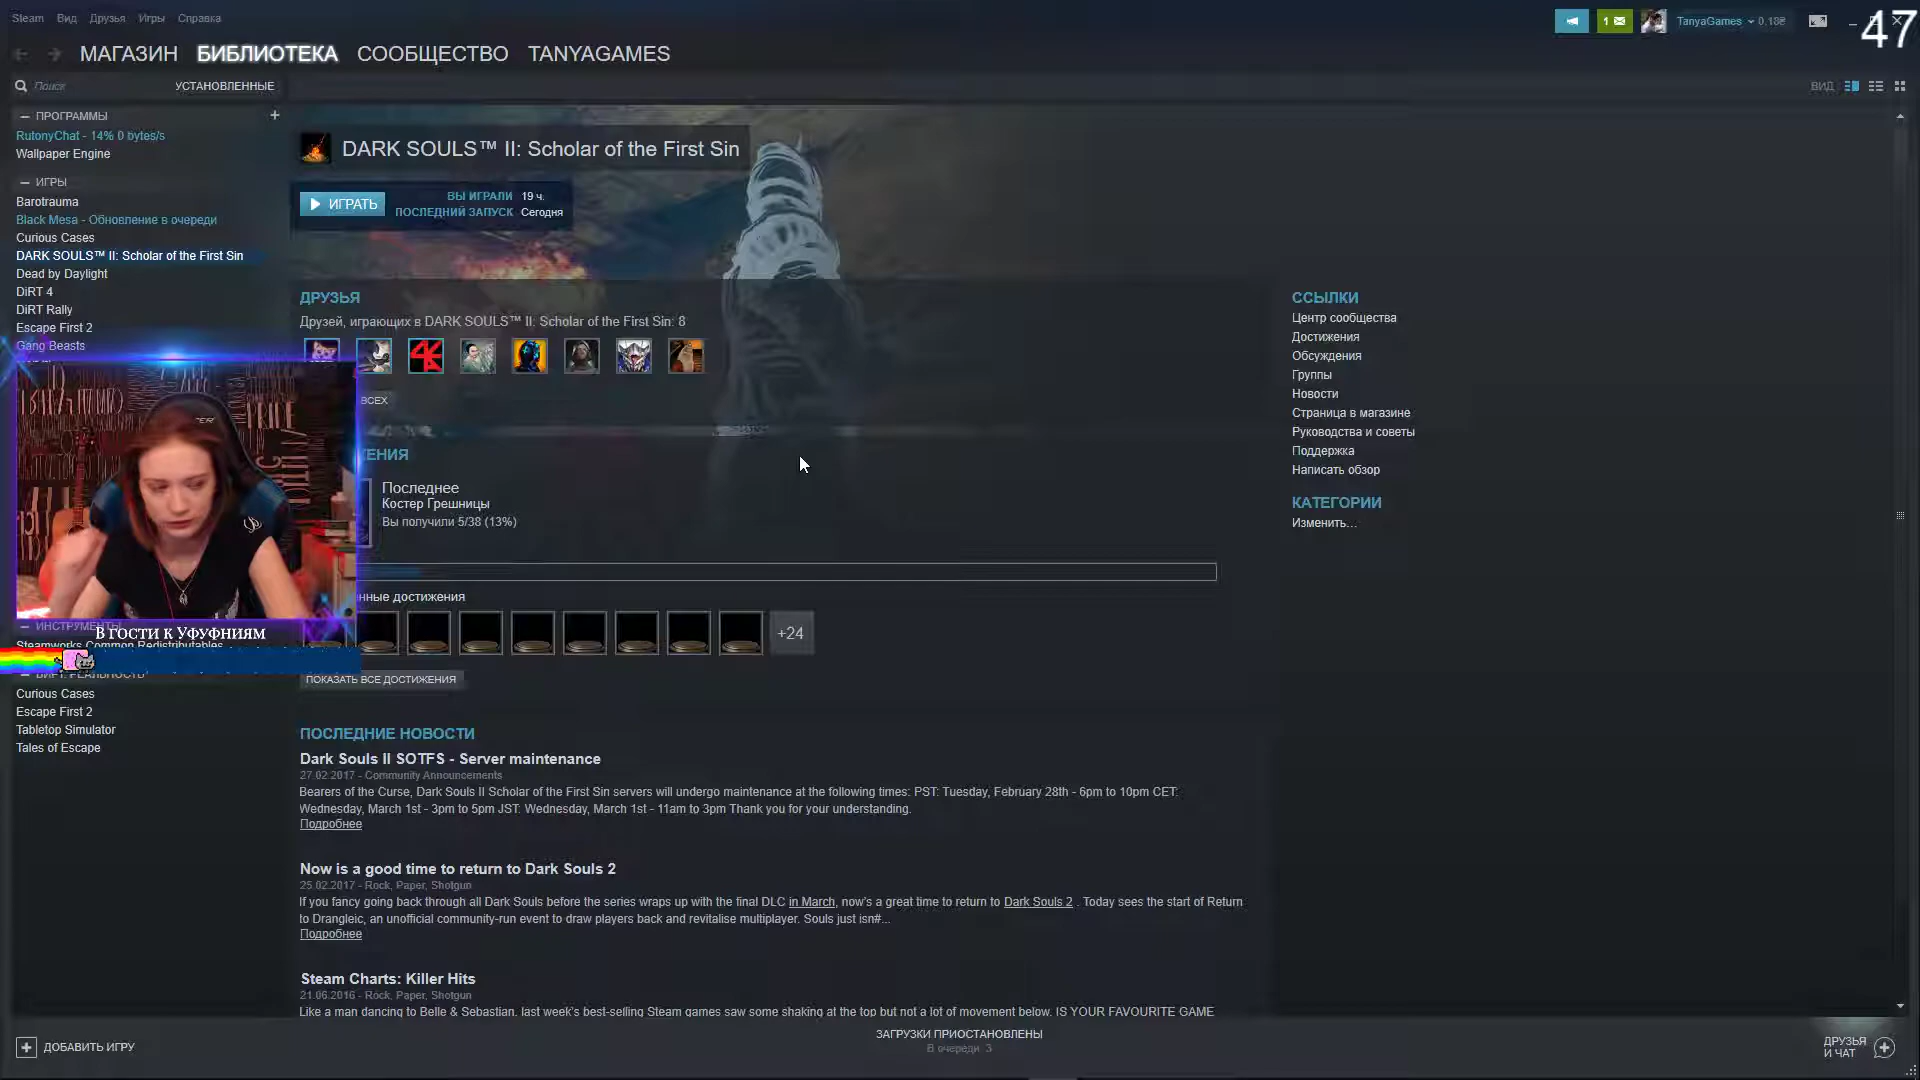 Steam Вид Друзья Игры Справка
1
TanyaGames
0.18₴
47
МАГАЗИН БИБЛИОТЕКА СООБЩЕСТВО TANYAGAMES
Поиск
УСТАНОВЛЕННЫЕ
ВИД
— ПРОГРАММЫ +
RutonyChat - 14% 0 bytes/s
Wallpaper Engine
— ИГРЫ
Barotrauma
Black Mesa - Обновление в очереди
Curious Cases
DARK SOULS™ II: Scholar of the First Sin
Dead by Daylight
DiRT 4
DiRT Rally
Escape First 2
Gang Beasts
— ИНСТРУМЕНТЫ
В гости к Уфуфниям
Steamworks Common Redistributables
— ВИРТ. РЕАЛЬНОСТЬ
Curious Cases
Escape First 2
Tabletop Simulator
Tales of Escape
DARK SOULS™ II: Scholar of the First Sin
ИГРАТЬ
ВЫ ИГРАЛИ 19 ч.
ПОСЛЕДНИЙ ЗАПУСК Сегодня
ДРУЗЬЯ
Друзей, играющих в DARK SOULS™ II: Scholar of the First Sin: 8
4K
ВСЕХ
ЕНИЯ
Последнее
Костер Грешницы
Вы получили 5/38 (13%)
нные достижения
+24
ПОКАЗАТЬ ВСЕ ДОСТИЖЕНИЯ
ПОСЛЕДНИЕ НОВОСТИ
Dark Souls II SOTFS - Server maintenance
27.02.2017 - Community Announcements
Bearers of the Curse, Dark Souls II Scholar of the First Sin servers will undergo maintenance at the following times: PST: Tuesday, February 28th - 6pm to 10pm CET:
Wednesday, March 1st - 3pm to 5pm JST: Wednesday, March 1st - 11am to 3pm Thank you for your understanding.
Подробнее
Now is a good time to return to Dark Souls 2
25.02.2017 - Rock, Paper, Shotgun
If you fancy going back through all Dark Souls before the series wraps up with the final DLC in March, now's a great time to return to Dark Souls 2 . Today sees the start of Return
to Drangleic, an unofficial community-run event to draw players back and revitalise multiplayer. Souls just isn#...
Подробнее
Steam Charts: Killer Hits
21.06.2016 - Rock, Paper, Shotgun
Like a man dancing to Belle & Sebastian, last week's best-selling Steam games saw some shaking at the top but not a lot of movement below. IS YOUR FAVOURITE GAME
ССЫЛКИ
Центр сообщества
Достижения
Обсуждения
Группы
Новости
Страница в магазине
Руководства и советы
Поддержка
Написать обзор
КАТЕГОРИИ
Изменить...
+ ДОБАВИТЬ ИГРУ
ЗАГРУЗКИ ПРИОСТАНОВЛЕНЫ
В очереди: 3
ДРУЗЬЯ
И ЧАТ